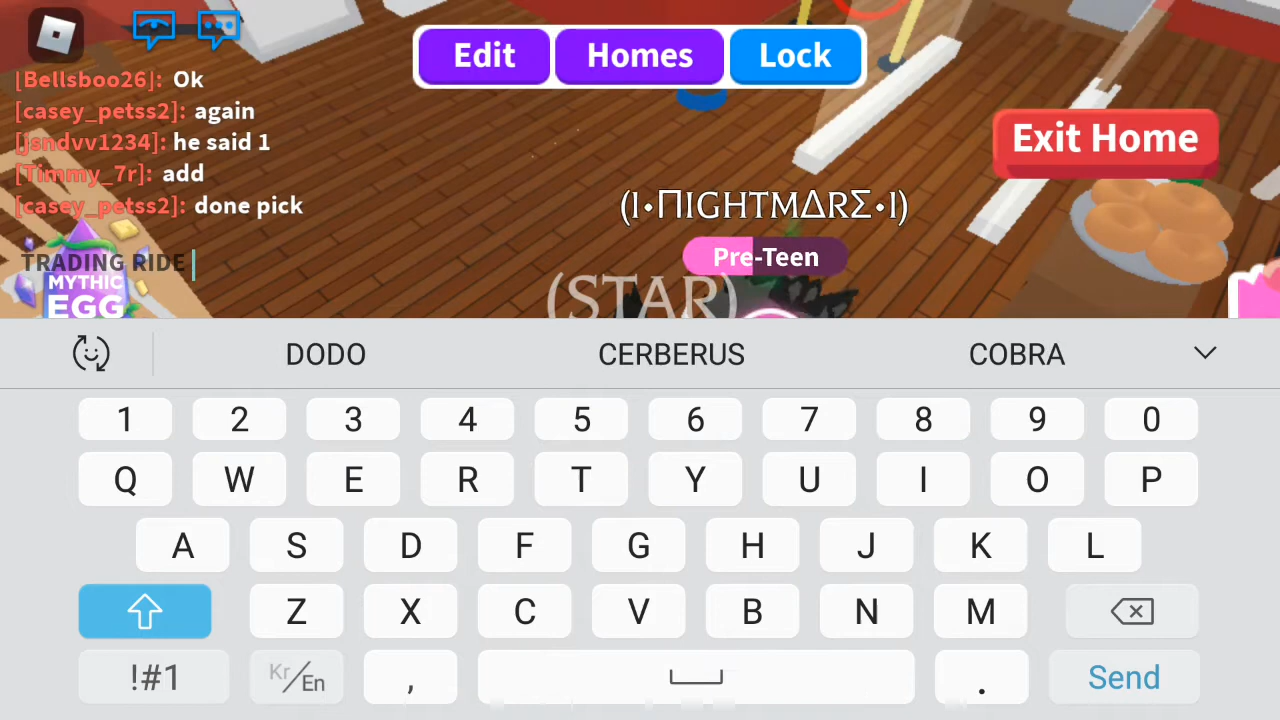 Edit Homes Lock
[Bellsboo26]: Ok
[casey_petss2]: again
[jsndvv1234]: he said 1
[Timmy_7r]: add
[casey_petss2]: done pick
Exit Home
(I•ΠIGHTMΔRΣ•I)
Pre-Teen
TRADING RIDE
MYTHIC
EGG
(STAR)
DODO CERBERUS COBRA
1 2 3 4 5 6 7 8 9 0
Q W E R T Y U I O P
A S D F G H J K L
Z X C V B N M
!#1 Kr/En , . Send